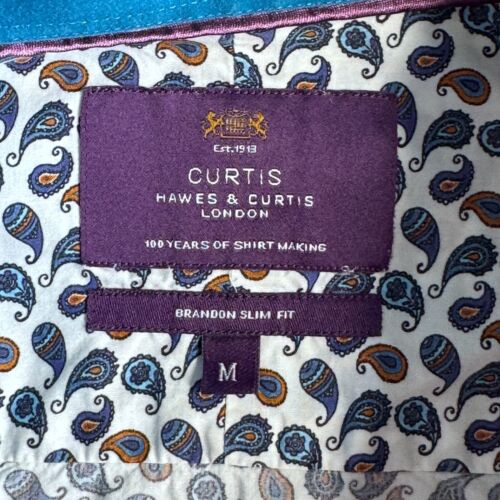 Est.1913
CURTIS
HAWES & CURTIS
LONDON
100 YEARS OF SHIRT MAKING
BRANDON SLIM FIT
M